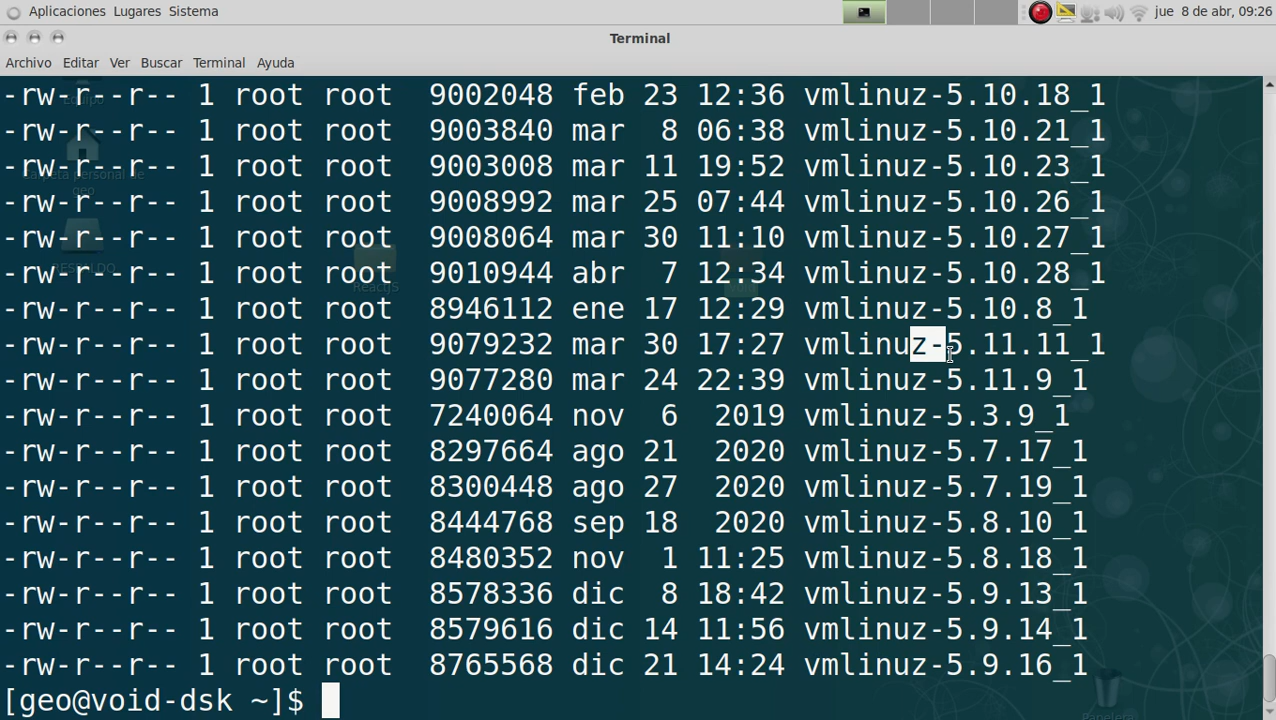 Aplicaciones Lugares Sistema jue 8 de abr, 09:26
Terminal
Archivo Editar Ver Buscar Terminal Ayuda
-rw-r--r-- 1 root root 9002048 feb 23 12:36 vmlinuz-5.10.18_1
-rw-r--r-- 1 root root 9003840 mar 8 06:38 vmlinuz-5.10.21_1
-rw-r--r-- 1 root root 9003008 mar 11 19:52 vmlinuz-5.10.23_1
-rw-r--r-- 1 root root 9008992 mar 25 07:44 vmlinuz-5.10.26_1
-rw-r--r-- 1 root root 9008064 mar 30 11:10 vmlinuz-5.10.27_1
-rw-r--r-- 1 root root 9010944 abr 7 12:34 vmlinuz-5.10.28_1
-rw-r--r-- 1 root root 8946112 ene 17 12:29 vmlinuz-5.10.8_1
-rw-r--r-- 1 root root 9079232 mar 30 17:27 vmlinuz-5.11.11_1
-rw-r--r-- 1 root root 9077280 mar 24 22:39 vmlinuz-5.11.9_1
-rw-r--r-- 1 root root 7240064 nov 6 2019 vmlinuz-5.3.9_1
-rw-r--r-- 1 root root 8297664 ago 21 2020 vmlinuz-5.7.17_1
-rw-r--r-- 1 root root 8300448 ago 27 2020 vmlinuz-5.7.19_1
-rw-r--r-- 1 root root 8444768 sep 18 2020 vmlinuz-5.8.10_1
-rw-r--r-- 1 root root 8480352 nov 1 11:25 vmlinuz-5.8.18_1
-rw-r--r-- 1 root root 8578336 dic 8 18:42 vmlinuz-5.9.13_1
-rw-r--r-- 1 root root 8579616 dic 14 11:56 vmlinuz-5.9.14_1
-rw-r--r-- 1 root root 8765568 dic 21 14:24 vmlinuz-5.9.16_1
[geo@void-dsk ~]$
Equipo
Carpeta personal de
geo
RESPALDO
ReactJS
Papelera